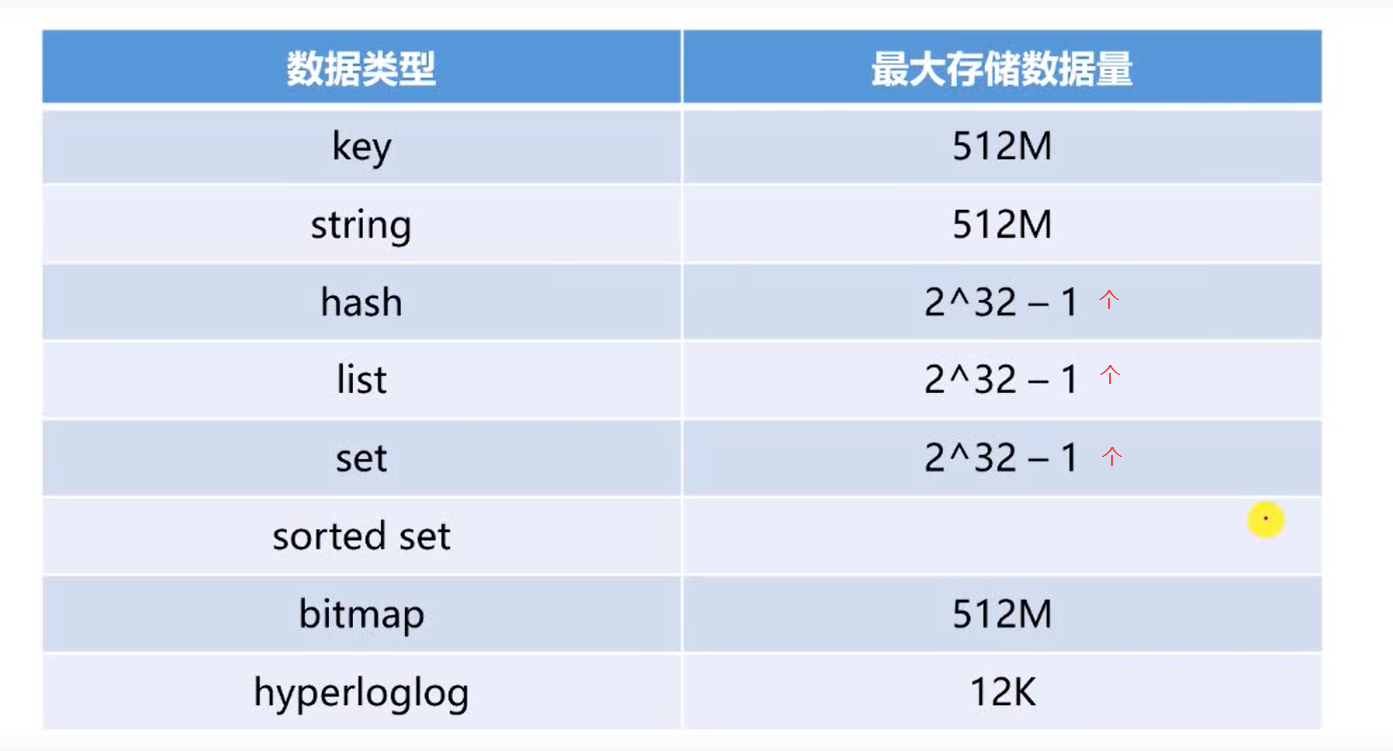 数据类型 最大存储数据量
key 512M
string 512M
hash 2^32 – 1 个
list 2^32 – 1 个
set 2^32 – 1 个
sorted set
bitmap 512M
hyperloglog 12K